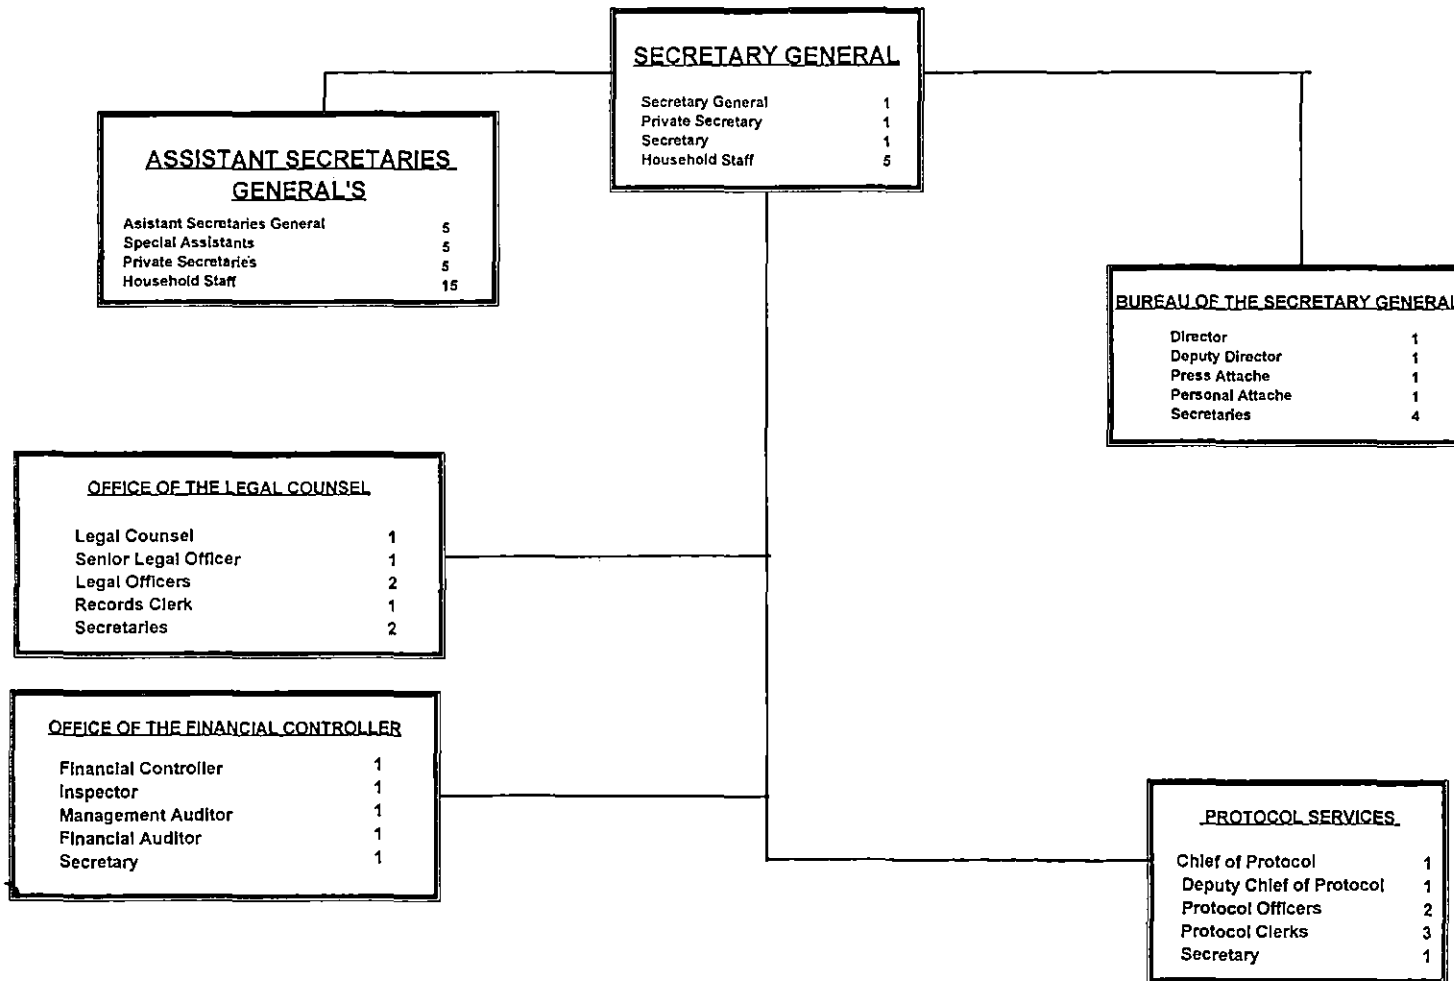 SECRETARY GENERAL
Secretary General 1
Private Secretary 1
Secretary 1
Household Staff 5
ASSISTANT SECRETARIES
GENERAL'S
Asistant Secretaries General 5
Special Assistants 5
Private Secretaries 5
Household Staff 15
BUREAU OF THE SECRETARY GENERAL
Director 1
Deputy Director 1
Press Attache 1
Personal Attache 1
Secretaries 4
OFFICE OF THE LEGAL COUNSEL
Legal Counsel 1
Senior Legal Officer 1
Legal Officers 2
Records Clerk 1
Secretaries 2
OFFICE OF THE FINANCIAL CONTROLLER
Financial Controller 1
Inspector 1
Management Auditor 1
Financial Auditor 1
Secretary 1
PROTOCOL SERVICES
Chief of Protocol 1
Deputy Chief of Protocol 1
Protocol Officers 2
Protocol Clerks 3
Secretary 1